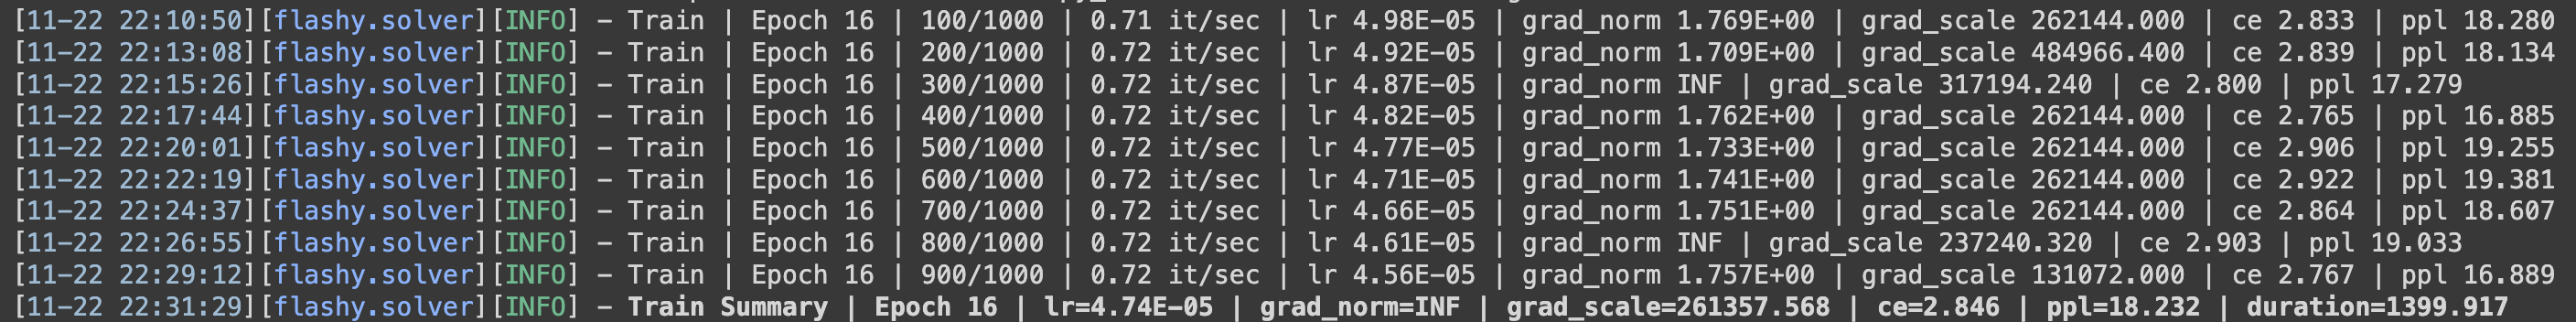 [11-22 22:10:50][flashy.solver][INFO] - Train | Epoch 16 | 100/1000 | 0.71 it/sec | lr 4.98E-05 | grad_norm 1.769E+00 | grad_scale 262144.000 | ce 2.833 | ppl 18.280
[11-22 22:13:08][flashy.solver][INFO] - Train | Epoch 16 | 200/1000 | 0.72 it/sec | lr 4.92E-05 | grad_norm 1.709E+00 | grad_scale 484966.400 | ce 2.839 | ppl 18.134
[11-22 22:15:26][flashy.solver][INFO] - Train | Epoch 16 | 300/1000 | 0.72 it/sec | lr 4.87E-05 | grad_norm INF | grad_scale 317194.240 | ce 2.800 | ppl 17.279
[11-22 22:17:44][flashy.solver][INFO] - Train | Epoch 16 | 400/1000 | 0.72 it/sec | lr 4.82E-05 | grad_norm 1.762E+00 | grad_scale 262144.000 | ce 2.765 | ppl 16.885
[11-22 22:20:01][flashy.solver][INFO] - Train | Epoch 16 | 500/1000 | 0.72 it/sec | lr 4.77E-05 | grad_norm 1.733E+00 | grad_scale 262144.000 | ce 2.906 | ppl 19.255
[11-22 22:22:19][flashy.solver][INFO] - Train | Epoch 16 | 600/1000 | 0.72 it/sec | lr 4.71E-05 | grad_norm 1.741E+00 | grad_scale 262144.000 | ce 2.922 | ppl 19.381
[11-22 22:24:37][flashy.solver][INFO] - Train | Epoch 16 | 700/1000 | 0.72 it/sec | lr 4.66E-05 | grad_norm 1.751E+00 | grad_scale 262144.000 | ce 2.864 | ppl 18.607
[11-22 22:26:55][flashy.solver][INFO] - Train | Epoch 16 | 800/1000 | 0.72 it/sec | lr 4.61E-05 | grad_norm INF | grad_scale 237240.320 | ce 2.903 | ppl 19.033
[11-22 22:29:12][flashy.solver][INFO] - Train | Epoch 16 | 900/1000 | 0.72 it/sec | lr 4.56E-05 | grad_norm 1.757E+00 | grad_scale 131072.000 | ce 2.767 | ppl 16.889
[11-22 22:31:29][flashy.solver][INFO] - Train Summary | Epoch 16 | lr=4.74E-05 | grad_norm=INF | grad_scale=261357.568 | ce=2.846 | ppl=18.232 | duration=1399.917